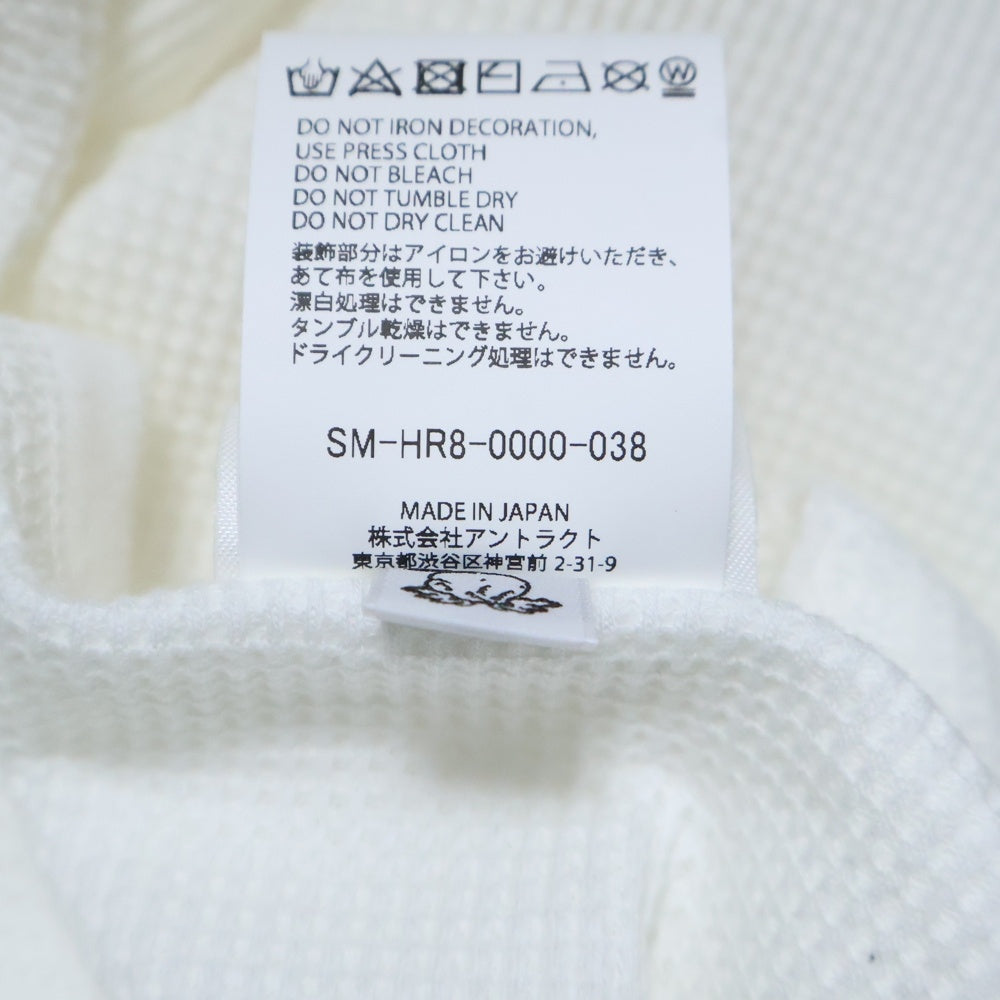 W
DO NOT IRON DECORATION,
USE PRESS CLOTH
DO NOT BLEACH
DO NOT TUMBLE DRY
DO NOT DRY CLEAN
装飾部分はアイロンをお避けいただき、
あて布を使用して下さい。
漂白処理はできません。
タンブル乾燥はできません。
ドライクリーニング処理はできません。
SM-HR8-0000-038
MADE IN JAPAN
株式会社アントラクト
東京都渋谷区神宮前 2-31-9